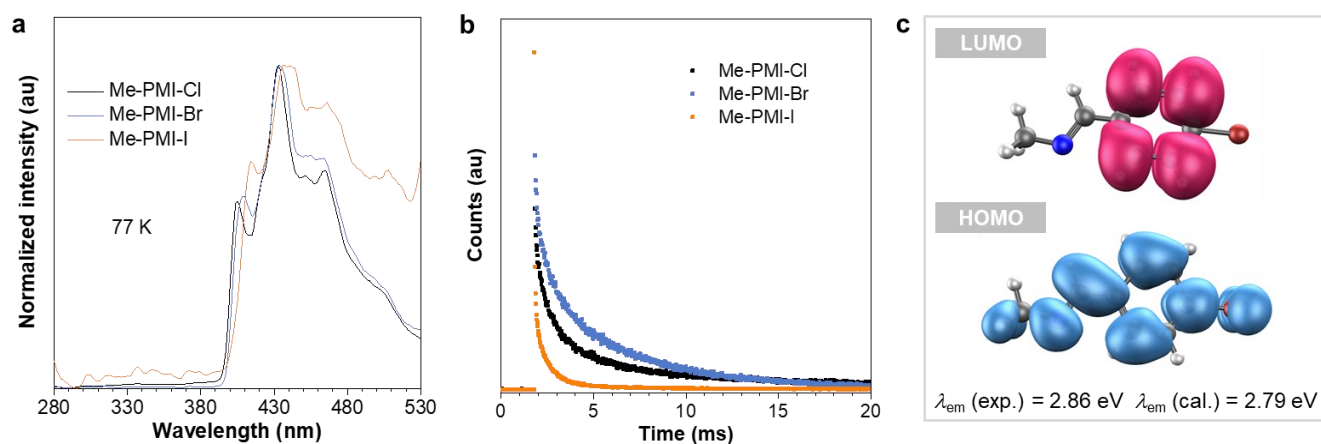 a
Normalized intensity (au)
Me-PMI-Cl
Me-PMI-Br
Me-PMI-I
77 K
280 330 380 430 480 530
Wavelength (nm)
b
Counts (au)
Me-PMI-Cl
Me-PMI-Br
Me-PMI-I
0 5 10 15 20
Time (ms)
c
LUMO
HOMO
λem (exp.) = 2.86 eV λem (cal.) = 2.79 eV